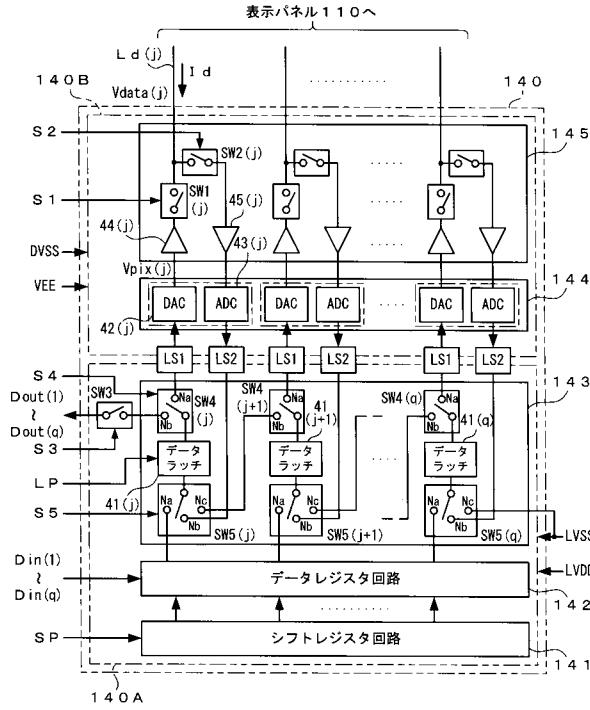 表示パネル110へ
Ld(j)
Id
Vdata(j)
140B
140
S2
SW2(j)
145
S1
SW1
(j)
45(j)
44(j)
43(j)
DVSS
Vpix(j)
VEE
DAC
ADC
DAC
ADC
DAC
ADC
144
42(j)
LS1
LS2
LS1
LS2
LS1
LS2
S4
SW4
(j)
SW4
(j+1)
SW4(q)
143
Dout(1)
～
Dout(q)
SW3
Na
Nb
Na
Nb
Na
Nb
41
(j+1)
41(q)
S3
データ
ラッチ
データ
ラッチ
データ
ラッチ
LP
41(j)
Na
Nc
Nb
Na
Nc
Nb
Na
Nc
Nb
S5
SW5(j)
SW5(j+1)
SW5(q)
LVSS
Din(1)
～
Din(q)
データレジスタ回路
LVDD
142
SP
シフトレジスタ回路
141
140A